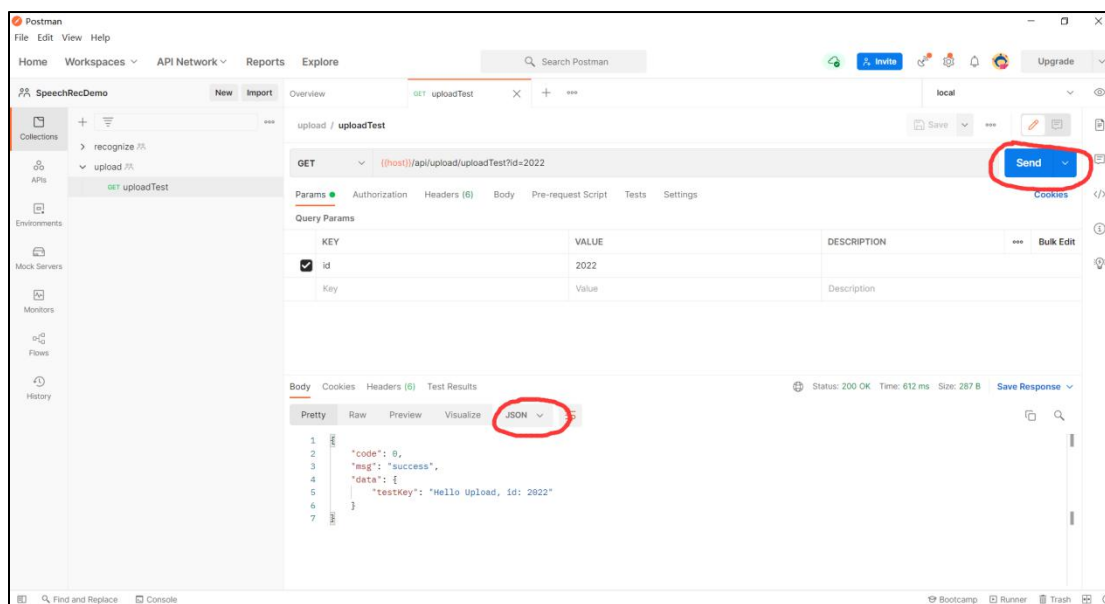 Postman
File Edit View Help
Home Workspaces API Network Reports Explore Search Postman Invite Upgrade
SpeechRecDemo New Import Overview GET uploadTest local
Collections
APIs
Environments
Mock Servers
Monitors
Flows
History
recognize
upload
GET uploadTest
upload / uploadTest Save
GET {{host}}/api/upload/uploadTest?id=2022 Send
Params Authorization Headers (6) Body Pre-request Script Tests Settings Cookies
Query Params
KEY VALUE DESCRIPTION Bulk Edit
id 2022
Key Value Description
Body Cookies Headers (6) Test Results Status: 200 OK Time: 612 ms Size: 287 B Save Response
Pretty Raw Preview Visualize JSON
1 {
2 "code": 0,
3 "msg": "success",
4 "data": {
5 "testKey": "Hello Upload, id: 2022"
6 }
7 }
Find and Replace Console Bootcamp Runner Trash